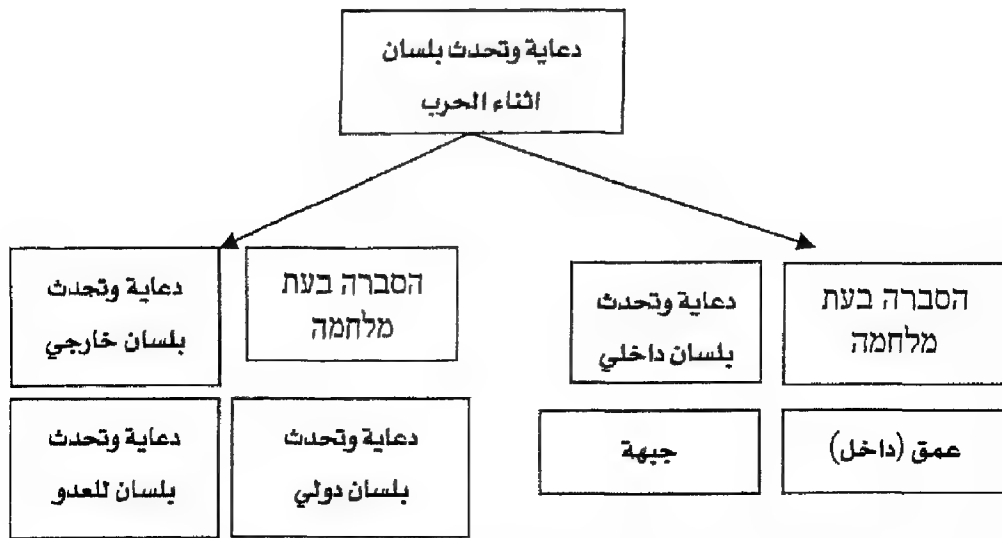 دعاية وتحدث بلسان
اثناء الحرب
הסברה בעת
מלחמה
دعاية وتحدث
بلسان داخلي
הסברה בעת
מלחמה
دعاية وتحدث
بلسان خارجي
عمق (داخل)
جبهة
دعاية وتحدث
بلسان دولي
دعاية وتحدث
بلسان للعدو